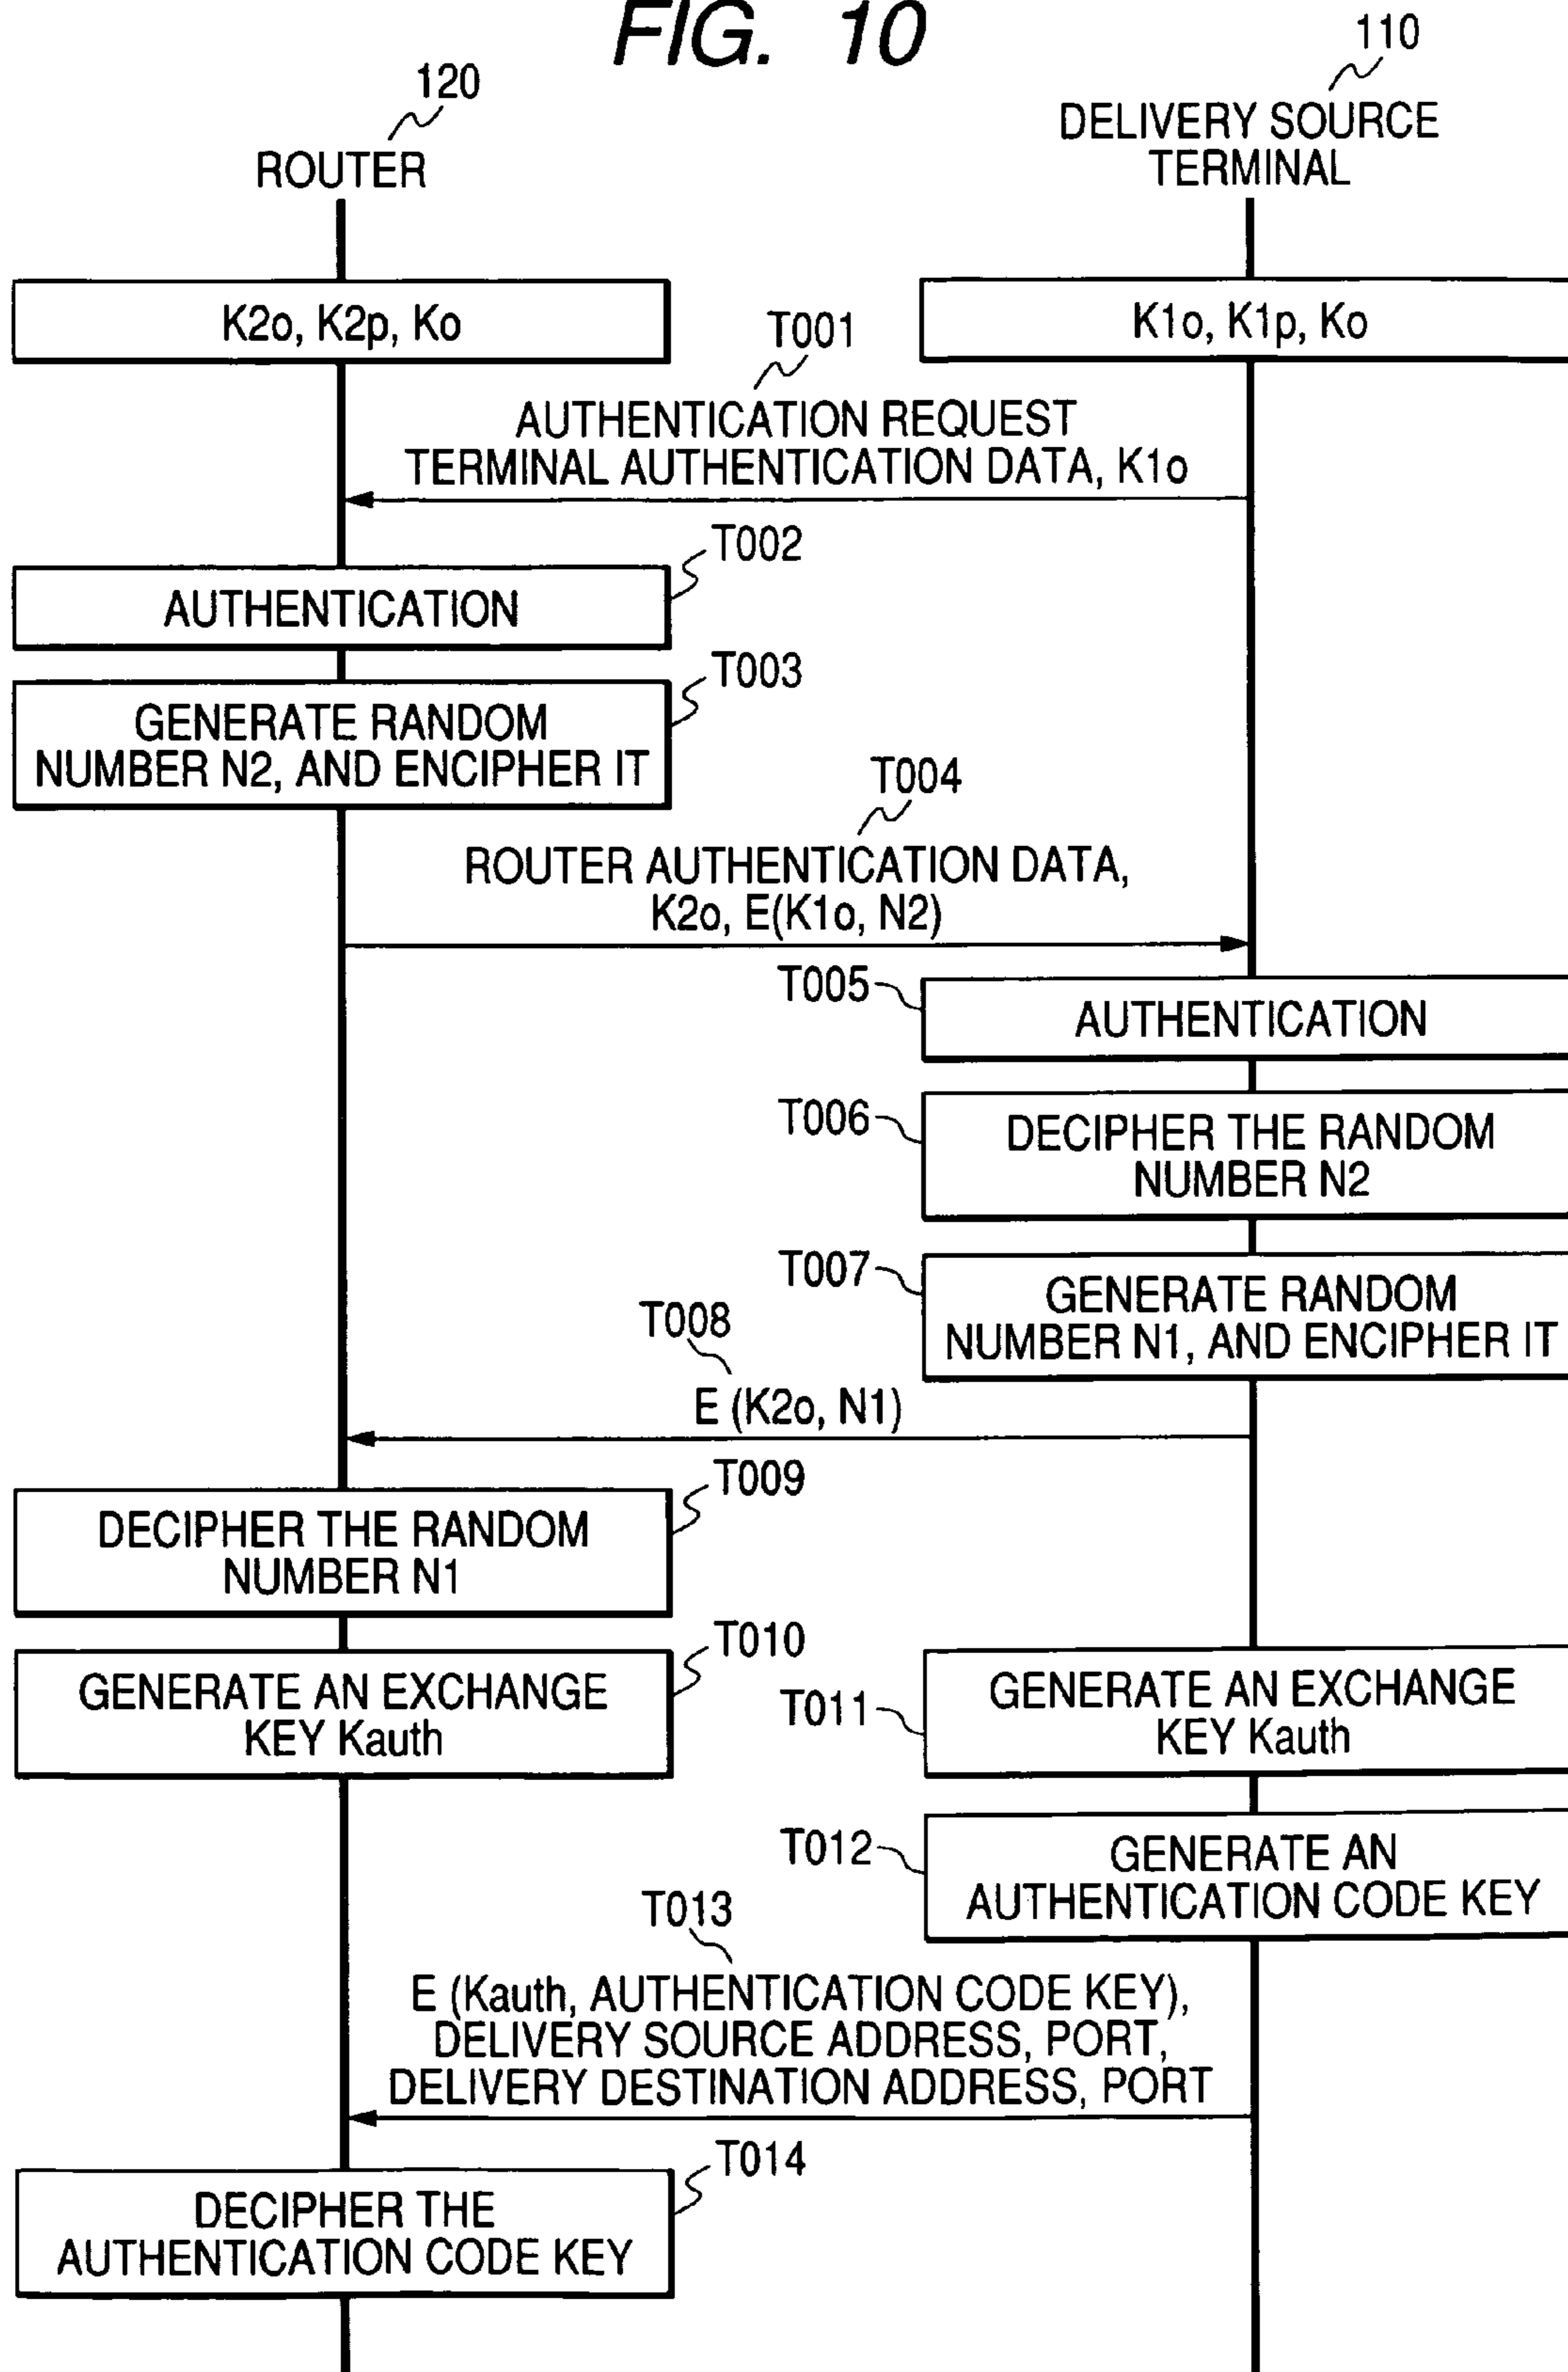 FIG. 10
120
110
ROUTER
DELIVERY SOURCE
TERMINAL
K2o, K2p, Ko
K1o, K1p, Ko
T001
AUTHENTICATION REQUEST
TERMINAL AUTHENTICATION DATA, K1o
T002
AUTHENTICATION
T003
GENERATE RANDOM
NUMBER N2, AND ENCIPHER IT
T004
ROUTER AUTHENTICATION DATA,
K2o, E(K1o, N2)
T005
AUTHENTICATION
T006
DECIPHER THE RANDOM
NUMBER N2
T007
GENERATE RANDOM
NUMBER N1, AND ENCIPHER IT
T008
E (K2o, N1)
T009
DECIPHER THE RANDOM
NUMBER N1
T010
GENERATE AN EXCHANGE
KEY Kauth
T011
GENERATE AN EXCHANGE
KEY Kauth
T012
GENERATE AN
AUTHENTICATION CODE KEY
T013
E (Kauth, AUTHENTICATION CODE KEY),
DELIVERY SOURCE ADDRESS, PORT,
DELIVERY DESTINATION ADDRESS, PORT
T014
DECIPHER THE
AUTHENTICATION CODE KEY